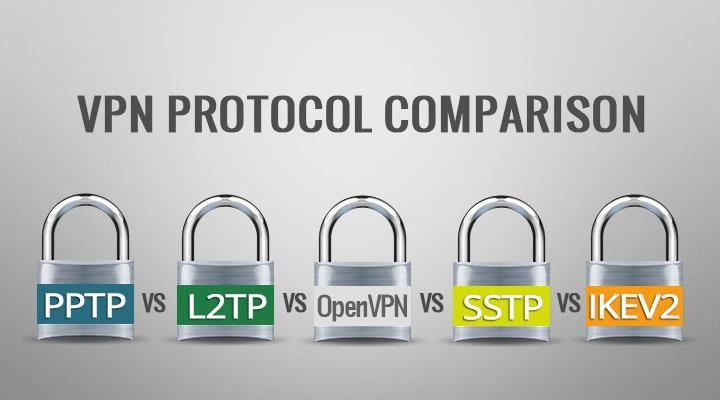 VPN PROTOCOL COMPARISON
PPTP VS L2TP VS OpenVPN VS SSTP VS IKEV2